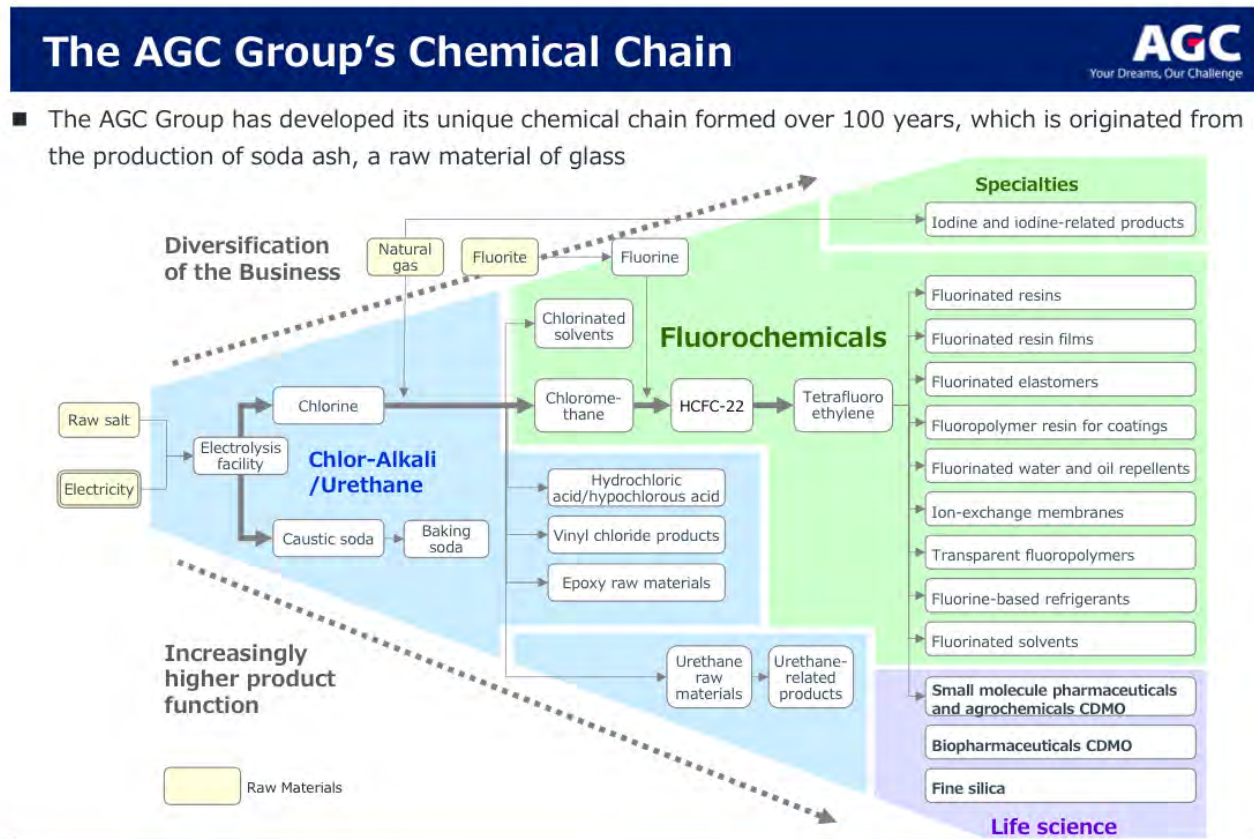 The AGC Group's Chemical Chain
AGC
Your Dreams, Our Challenge
■ The AGC Group has developed its unique chemical chain formed over 100 years, which is originated from
the production of soda ash, a raw material of glass
Specialties
Iodine and iodine-related products
Diversification
of the Business
Natural
gas
Fluorite
Fluorine
Chlorinated
solvents
Fluorochemicals
Fluorinated resins
Fluorinated resin films
Fluorinated elastomers
Fluoropolymer resin for coatings
Fluorinated water and oil repellents
Ion-exchange membranes
Transparent fluoropolymers
Fluorine-based refrigerants
Fluorinated solvents
Raw salt
Electricity
Electrolysis
facility
Chlorine
Chlorome-
thane
HCFC-22
Tetrafluoro
ethylene
Chlor-Alkali
/Urethane
Caustic soda
Baking
soda
Hydrochloric
acid/hypochlorous acid
Vinyl chloride products
Epoxy raw materials
Increasingly
higher product
function
Urethane
raw
materials
Urethane-
related
products
Small molecule pharmaceuticals
and agrochemicals CDMO
Biopharmaceuticals CDMO
Fine silica
Life science
Raw Materials